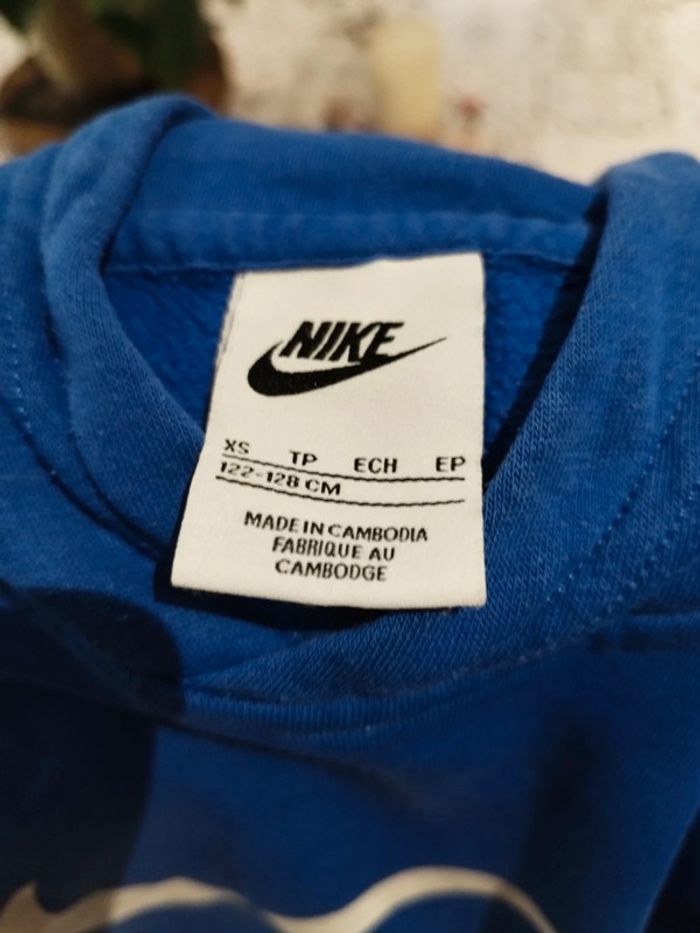 NIKE
XS TP ECH EP
122-128 CM
MADE IN CAMBODIA
FABRIQUE AU
CAMBODGE